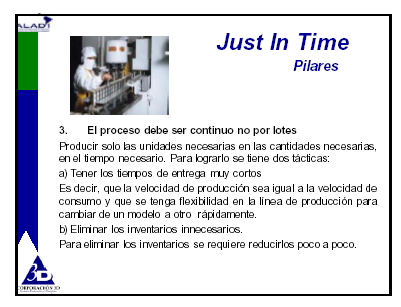 ALADI
Just In Time
Pilares
3. El proceso debe ser continuo no por lotes
Producir solo las unidades necesarias en las cantidades necesarias,
en el tiempo necesario. Para lograrlo se tiene dos tácticas:
a) Tener los tiempos de entrega muy cortos
Es decir, que la velocidad de producción sea igual a la velocidad de
consumo y que se tenga flexibilidad en la línea de producción para
cambiar de un modelo a otro rápidamente.
b) Eliminar los inventarios innecesarios.
Para eliminar los inventarios se requiere reducirlos poco a poco.
3D
CORPORACION 3D